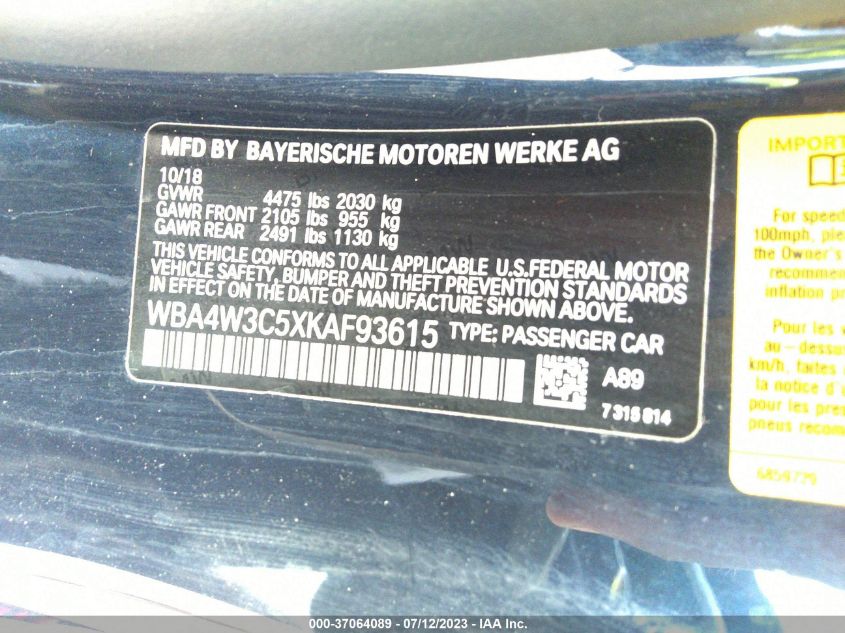 MFD BY BAYERISCHE MOTOREN WERKE AG
10/18
GVWR 4475 lbs 2030 kg
GAWR FRONT 2105 lbs 955 kg
GAWR REAR 2491 lbs 1130 kg
THIS VEHICLE CONFORMS TO ALL APPLICABLE U.S.FEDERAL MOTOR
VEHICLE SAFETY, BUMPER AND THEFT PREVENTION STANDARDS
IN EFFECT ON THE DATE OF MANUFACTURE SHOWN ABOVE.
WBA4W3C5XKAF93615 TYPE: PASSENGER CAR
A89
7316814
IMPORT
For speed
100mph, ple
the Owner's
recommen
inflation pr
Pour les
au-dessu
km/h, faites
la notice d'
pour les pres
pneus recom
6859729
000-37064089 - 07/12/2023 - IAA Inc.